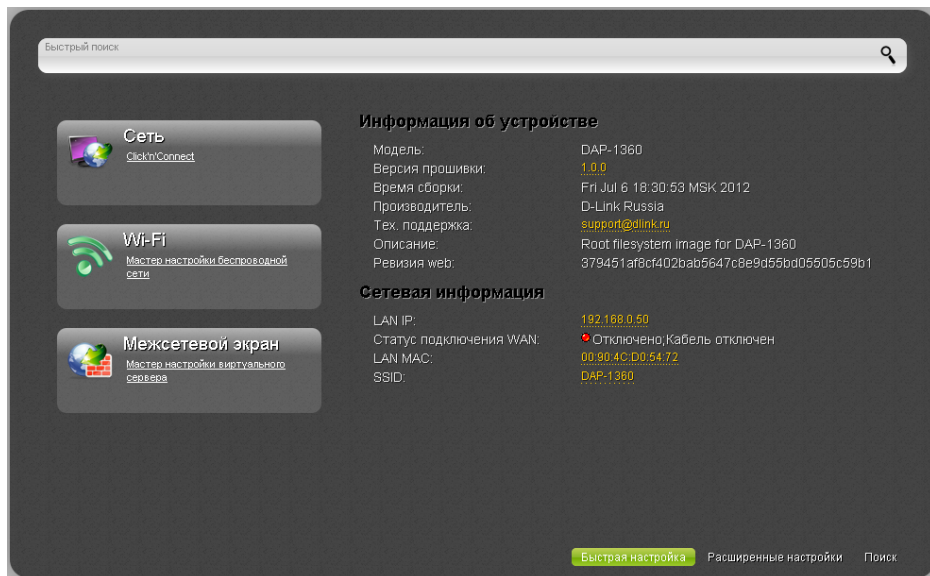 Быстрый поиск
Сеть
Click'n'Connect
Wi-Fi
Мастер настройки беспроводной
сети
Межсетевой экран
Мастер настройки виртуального
сервера
Информация об устройстве
Модель: DAP-1360
Версия прошивки: 1.0.0
Время сборки: Fri Jul 6 18:30:53 MSK 2012
Производитель: D-Link Russia
Тех. поддержка: support@dlink.ru
Описание: Root filesystem image for DAP-1360
Ревизия web: 379451af8cf402bab5647c8e9d55bd05505c59b1
Сетевая информация
LAN IP: 192.168.0.50
Статус подключения WAN: Отключено;Кабель отключен
LAN MAC: 00:90:4C:D0:54:72
SSID: DAP-1360
Быстрая настройка Расширенные настройки Поиск